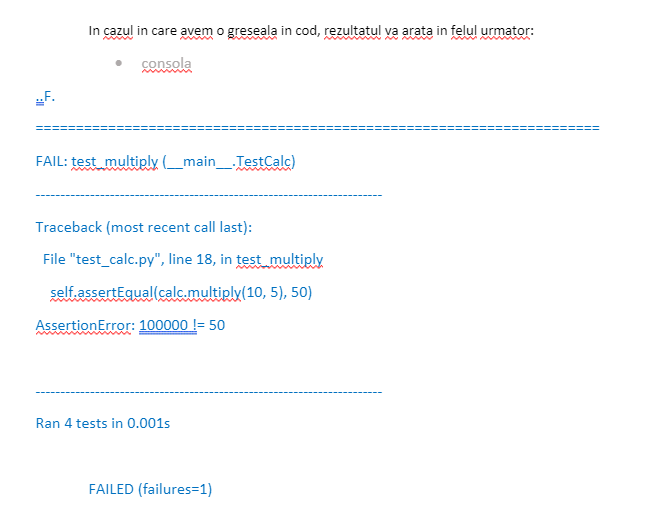 In cazul in care avem o greseala in cod, rezultatul va arata in felul urmator:
• consola
..F.
======================================================================
FAIL: test_multiply (__main__.TestCalc)
----------------------------------------------------------------------
Traceback (most recent call last):
File "test_calc.py", line 18, in test_multiply
self.assertEqual(calc.multiply(10, 5), 50)
AssertionError: 100000 != 50
----------------------------------------------------------------------
Ran 4 tests in 0.001s
FAILED (failures=1)